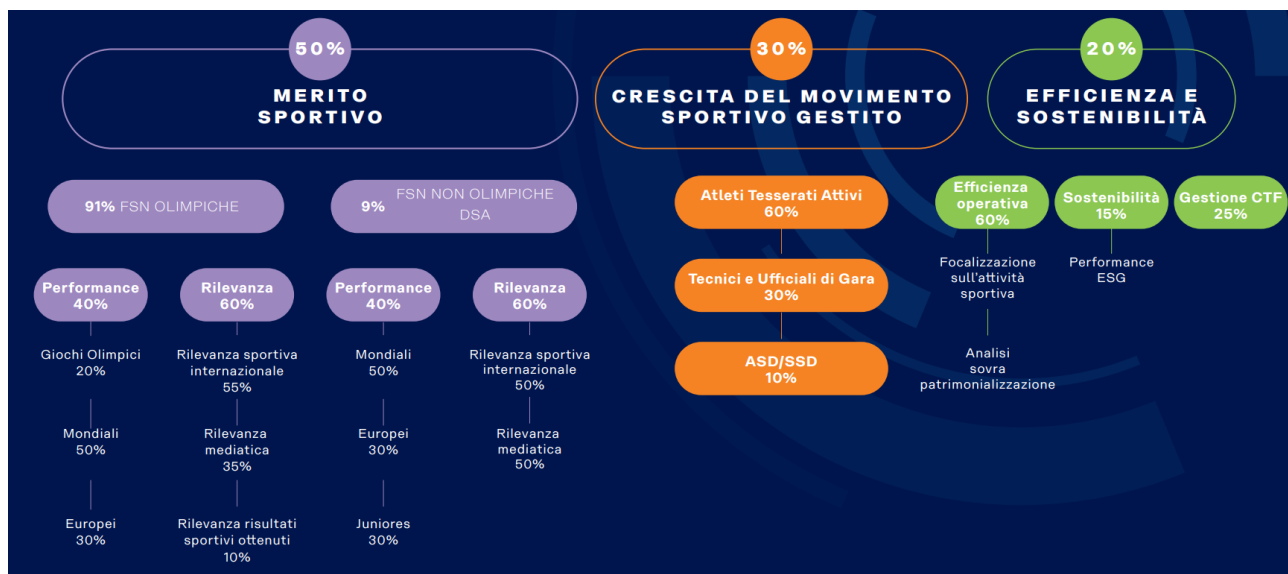 50%
MERITO
SPORTIVO
91% FSN OLIMPICHE
9%
FSN NON OLIMPICHE
DSA
Performance
40%
Giochi Olimpici
20%
Mondiali
50%
Europei
30%
Rilevanza
60%
Rilevanza sportiva
internazionale
55%
Rilevanza
mediatica
35%
Rilevanza risultati
sportivi ottenuti
10%
Performance
40%
Mondiali
50%
Europei
30%
Juniores
30%
Rilevanza
60%
Rilevanza sportiva
internazionale
50%
Rilevanza
mediatica
50%
30%
CRESCITA DEL MOVIMENTO
SPORTIVO GESTITO
Atleti Tesserati Attivi
60%
Tecnici e Ufficiali di Gara
30%
ASD/SSD
10%
20%
EFFICIENZA E
SOSTENIBILITÀ
Efficienza
operativa
60%
Focalizzazione
sull'attività
sportiva
Analisi
sovra
patrimonializzazione
Sostenibilità
15%
Performance
ESG
Gestione CTF
25%